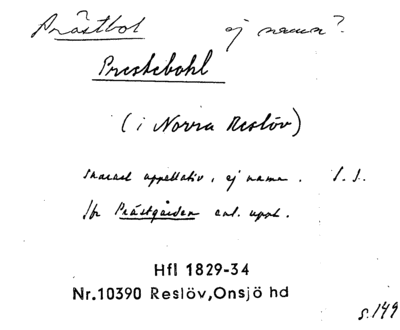 Prästbol ej namn?
Prestebohl
(i Norra Reslöv)
snarast appellativ, ej namn. S.S.
Jfr Prästgården enl. uppt.
Hfl 1829-34
Nr.10390 Reslöv, Onsjö hd
s.149